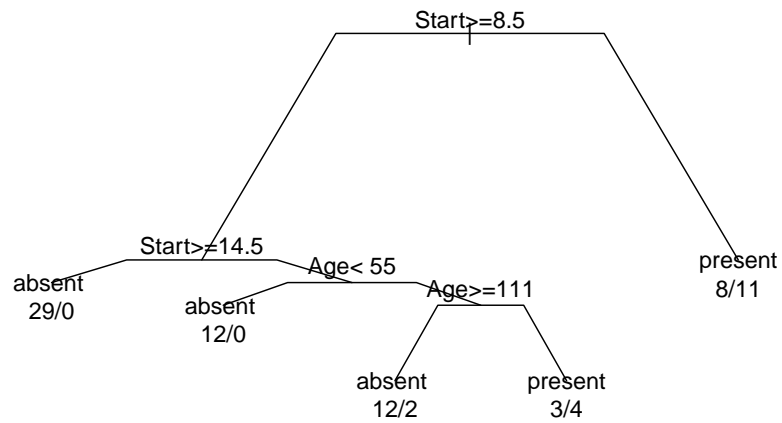 Start>=8.5
Start>=14.5
Age< 55
Age>=111
absent
29/0
absent
12/0
absent
12/2
present
3/4
present
8/11